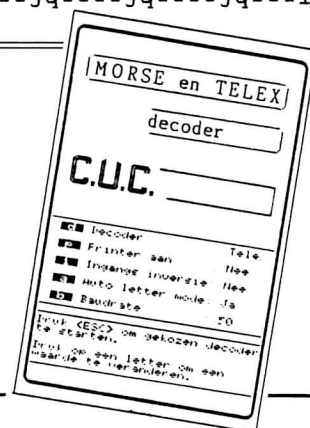 MORSE en TELEX
decoder
C.U.C.
d Decoder Tele
Printer aan Nee
Ingangs inversie: Nee
a Auto letter mode: Ja
b Baudrate : 50
Druk <ESC> om gekozen decoder
te starten.
Druk op een letter om een
waarde te veranderen.